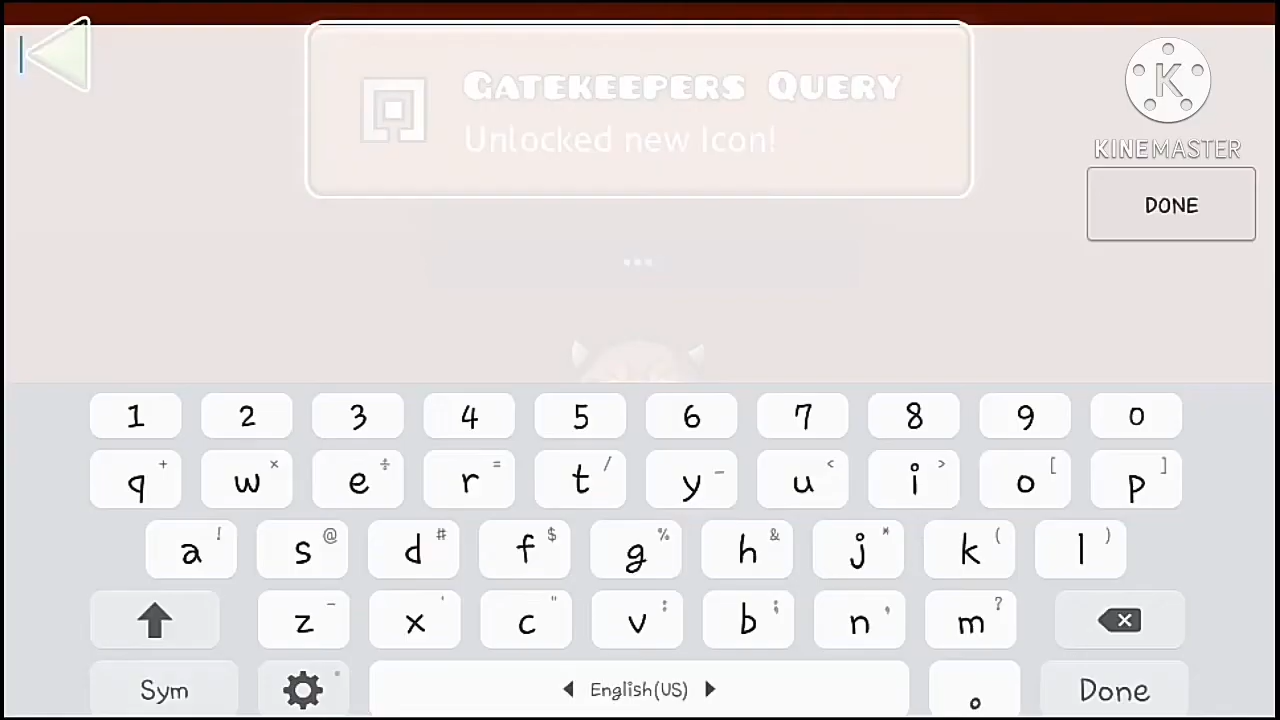 GATEKEEPERS QUERY
Unlocked new Icon!
KINEMASTER
DONE
...
1 2 3 4 5 6 7 8 9 0
q + w × e ÷ r = t / y - u < i > o [ p ]
a ! s @ d # f $ g % h & j * k ( l )
z - x ' c " v : b ; n , m ?
Sym English(US) . Done